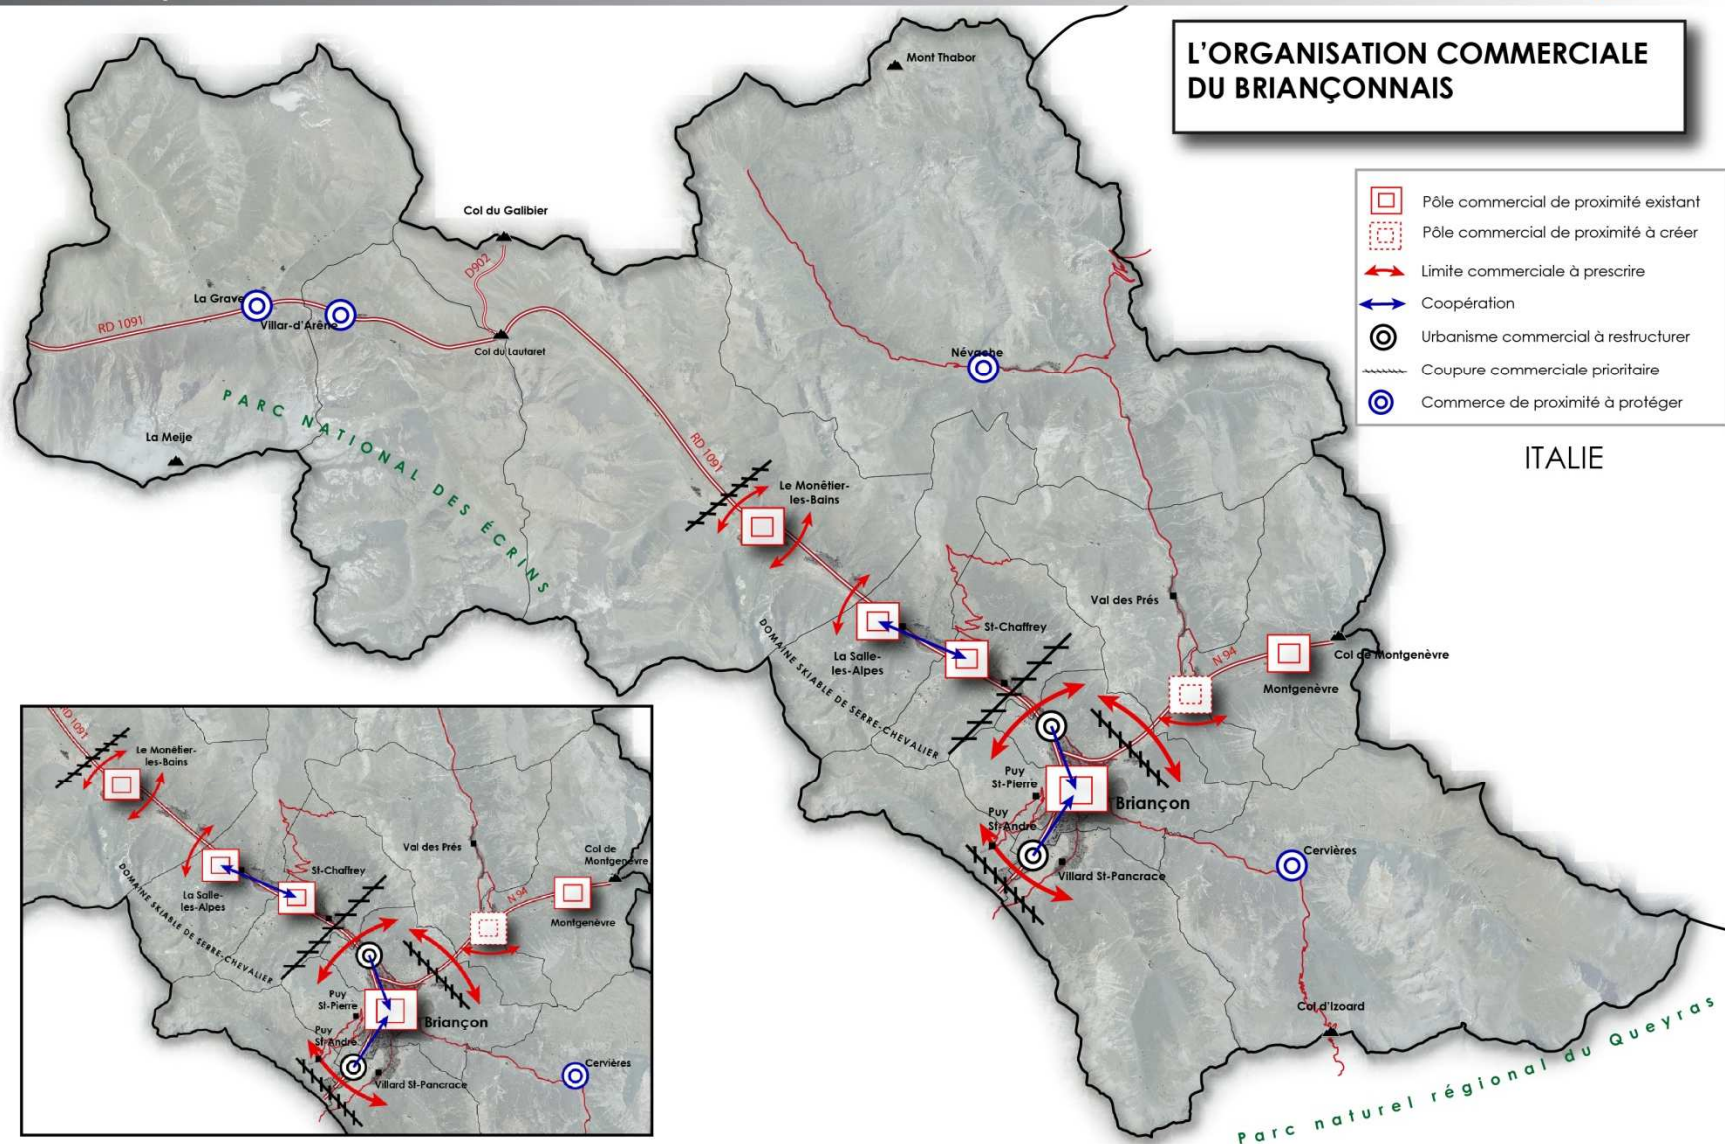 L'ORGANISATION COMMERCIALE
DU BRIANÇONNAIS
Pôle commercial de proximité existant
Pôle commercial de proximité à créer
Limite commerciale à prescrire
Coopération
Urbanisme commercial à restructurer
Coupure commerciale prioritaire
Commerce de proximité à protéger
ITALIE
Mont Thabor
Col du Galibier
D902
La Grave
Villar-d'Arêne
RD 1091
Col du Lautaret
Névache
PARC NATIONAL DES ÉCRINS
La Meije
RD 1091
Le Monêtier-
les-Bains
Val des Prés
St-Chaffrey
La Salle-
les-Alpes
DOMAINE SKIABLE DE SERRE-CHEVALIER
N 94
Col de Montgenèvre
Montgenèvre
Puy
St-Pierre
Briançon
Puy
St-André
Villard St-Pancrace
Cervières
Col d'Izoard
Parc naturel régional du Queyras
RD 1091
Le Monêtier-
les-Bains
Val des Prés
Col de
Montgenèvre
St-Chaffrey
La Salle-
les-Alpes
DOMAINE SKIABLE DE SERRE-CHEVALIER
N 94
Montgenèvre
Puy
St-Pierre
Briançon
Puy
St-André
Villard St-Pancrace
Cervières